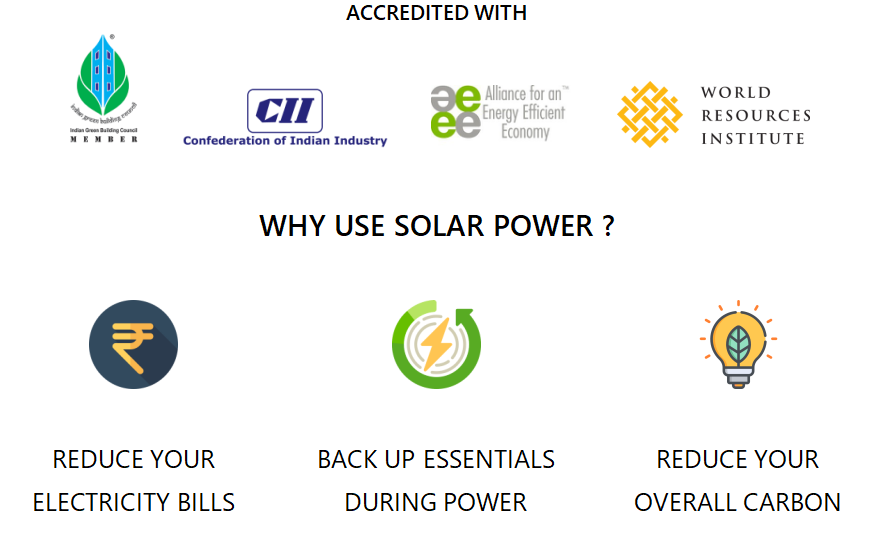 ACCREDITED WITH
indian green building council
Indian Green Building Council
MEMBER
CII
Confederation of Indian Industry
aeee
Alliance for an™
Energy Efficient
Economy
WORLD
RESOURCES
INSTITUTE
WHY USE SOLAR POWER ?
REDUCE YOUR
ELECTRICITY BILLS
BACK UP ESSENTIALS
DURING POWER
REDUCE YOUR
OVERALL CARBON